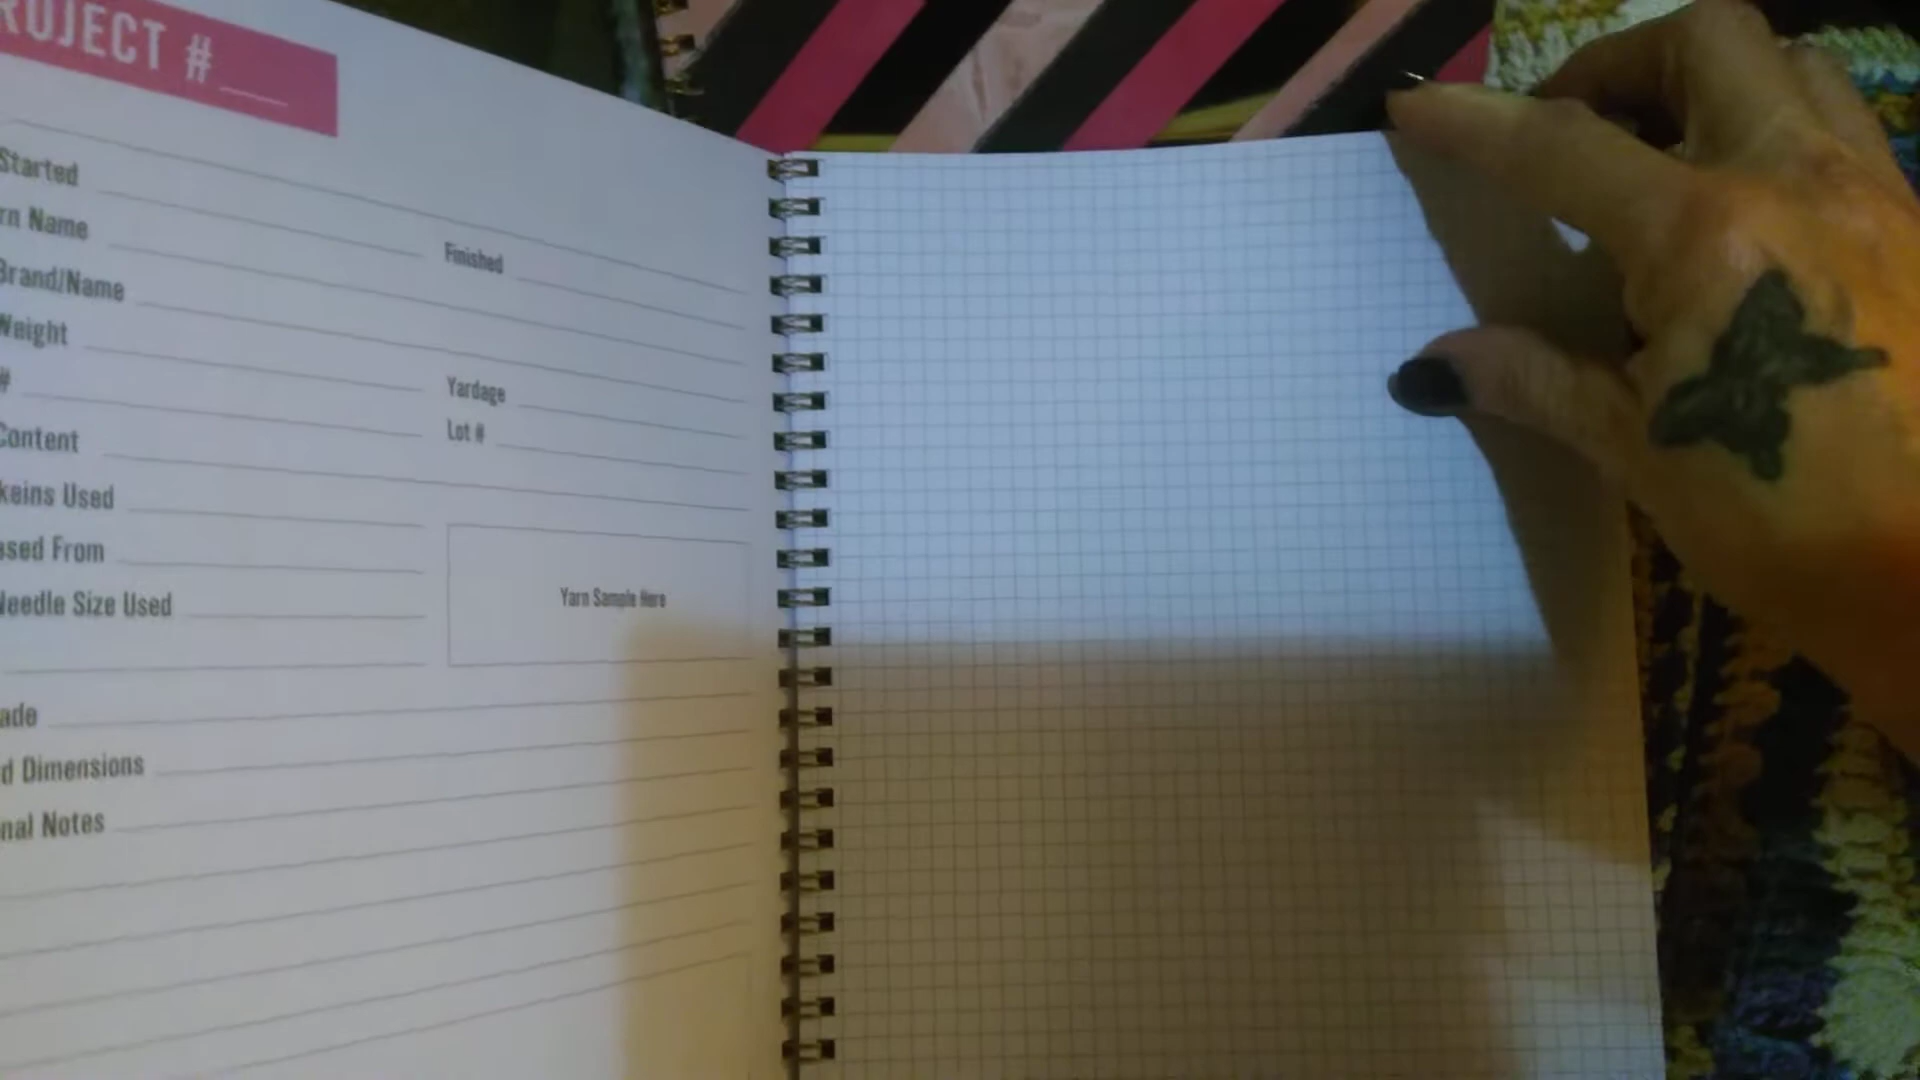 ROJECT #___
Started
Finished
rn Name
Brand/Name
Weight
Yardage
#
Lot #
Content
keins Used
ased From
Yarn Sample Here
Needle Size Used
ade
d Dimensions
nal Notes